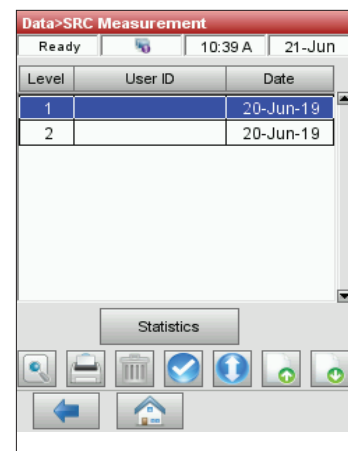 Data>SRC Measurement
Ready 10:39 A 21-Jun
Level User ID Date
1 20-Jun-19
2 20-Jun-19
Statistics